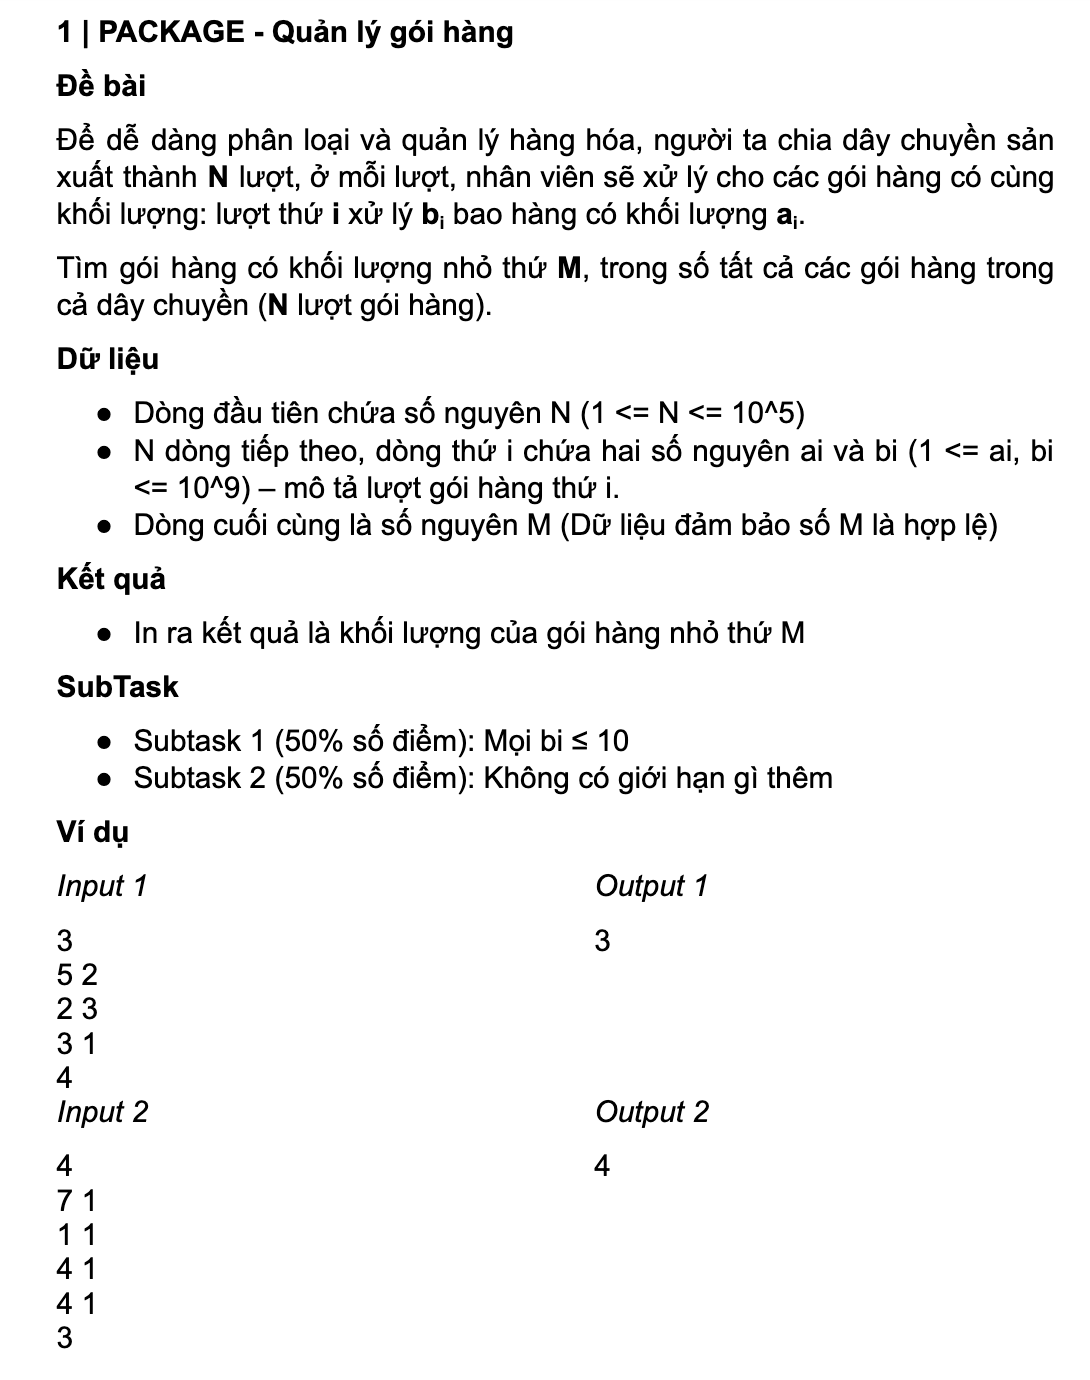 1 | PACKAGE - Quản lý gói hàng
Đề bài
Để dễ dàng phân loại và quản lý hàng hóa, người ta chia dây chuyền sản
xuất thành N lượt, ở mỗi lượt, nhân viên sẽ xử lý cho các gói hàng có cùng
khối lượng: lượt thứ i xử lý bi bao hàng có khối lượng ai.
Tìm gói hàng có khối lượng nhỏ thứ M, trong số tất cả các gói hàng trong
cả dây chuyền (N lượt gói hàng).
Dữ liệu
● Dòng đầu tiên chứa số nguyên N (1 <= N <= 10^5)
● N dòng tiếp theo, dòng thứ i chứa hai số nguyên ai và bi (1 <= ai, bi
<= 10^9) – mô tả lượt gói hàng thứ i.
● Dòng cuối cùng là số nguyên M (Dữ liệu đảm bảo số M là hợp lệ)
Kết quả
● In ra kết quả là khối lượng của gói hàng nhỏ thứ M
SubTask
● Subtask 1 (50% số điểm): Mọi bi ≤ 10
● Subtask 2 (50% số điểm): Không có giới hạn gì thêm
Ví dụ
Input 1 Output 1
3 3
5 2
2 3
3 1
4
Input 2 Output 2
4 4
7 1
1 1
4 1
4 1
3